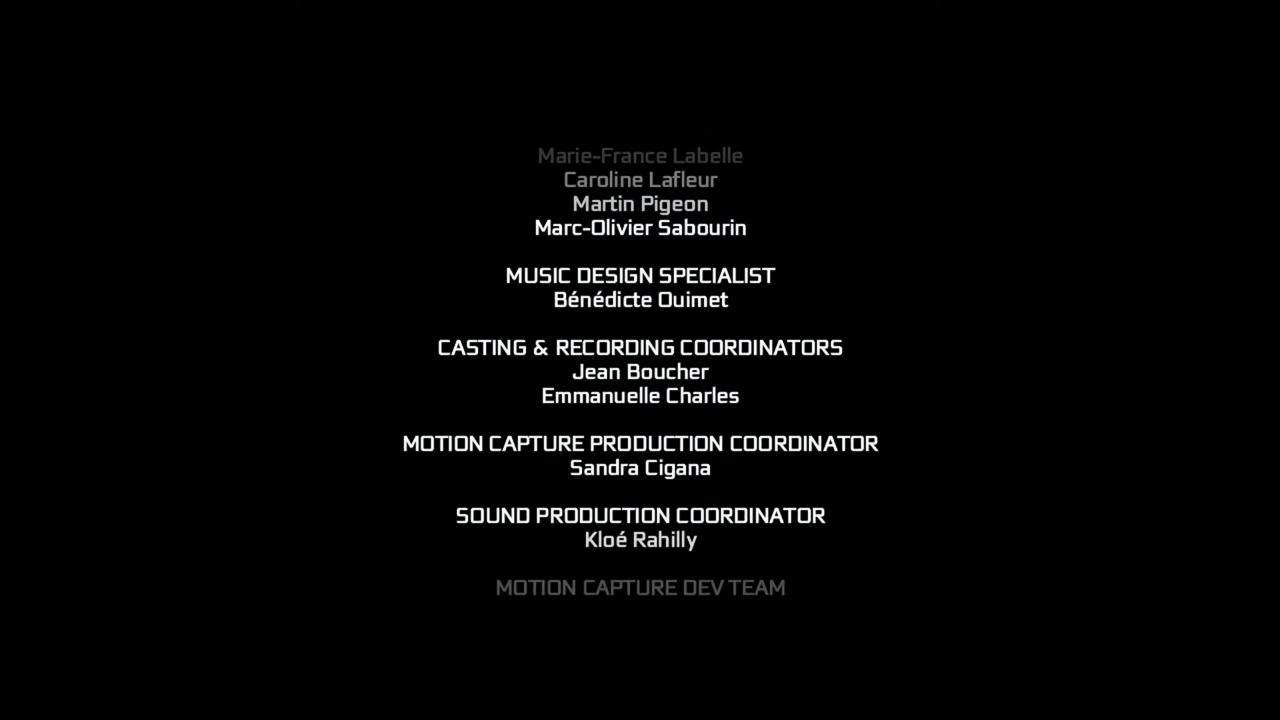 Marie-France Labelle
Caroline Lafleur
Martin Pigeon
Marc-Olivier Sabourin
MUSIC DESIGN SPECIALIST
Bénédicte Ouimet
CASTING & RECORDING COORDINATORS
Jean Boucher
Emmanuelle Charles
MOTION CAPTURE PRODUCTION COORDINATOR
Sandra Cigana
SOUND PRODUCTION COORDINATOR
Kloé Rahilly
MOTION CAPTURE DEV TEAM